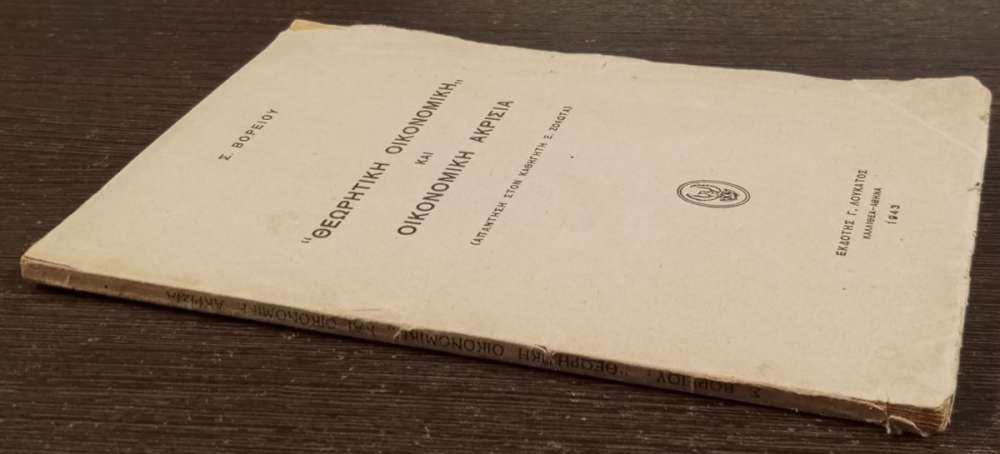 Σ. ΒΟΡΕΙΟΥ
“ΘΕΩΡΗΤΙΚΗ ΟΙΚΟΝΟΜΙΚΗ„
ΚΑΙ
ΟΙΚΟΝΟΜΙΚΗ ΑΚΡΙΣΙΑ
(ΑΠΑΝΤΗΣΗ ΣΤΟΝ ΚΑΘΗΓΗΤΗ Ξ. ΖΟΛΩΤΑ)
ΕΚΔΟΤΗΣ Γ. ΛΟΥΚΑΤΟΣ
ΚΑΛΛΙΘΕΑ-ΑΘΗΝΑ
1943
Σ. ΒΟΡΕΙΟΥ: “ΘΕΩΡΗΤΙΚΗ ΟΙΚΟΝΟΜΙΚΗ„ ΚΑΙ ΟΙΚΟΝΟΜΙΚΗ ΑΚΡΙΣΙΑ